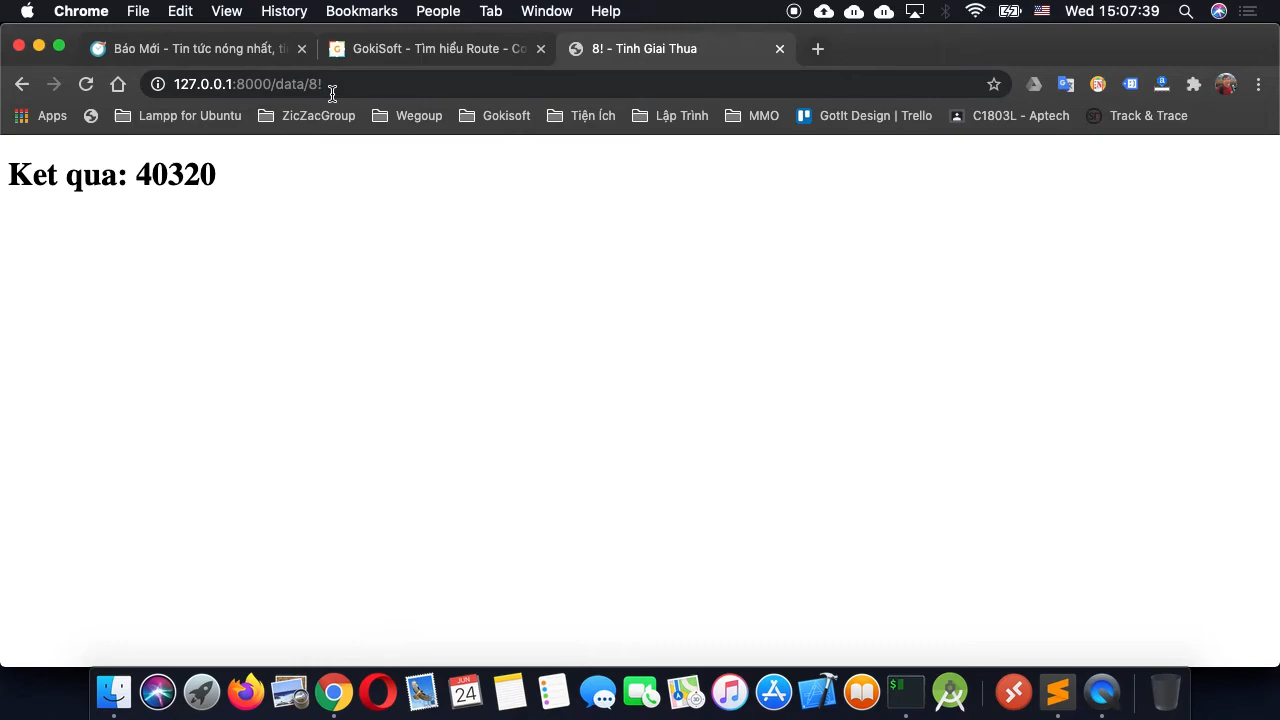 Chrome File Edit View History Bookmarks People Tab Window Help Wed 15:07:39
Báo Mới - Tin tức nóng nhất, ti GokiSoft - Tìm hiểu Route - Co 8! - Tinh Giai Thua
127.0.0.1:8000/data/8!
Apps Lampp for Ubuntu ZicZacGroup Wegoup Gokisoft Tiện Ích Lập Trình MMO GotIt Design | Trello C1803L - Aptech Track & Trace
Ket qua: 40320
JUN
24